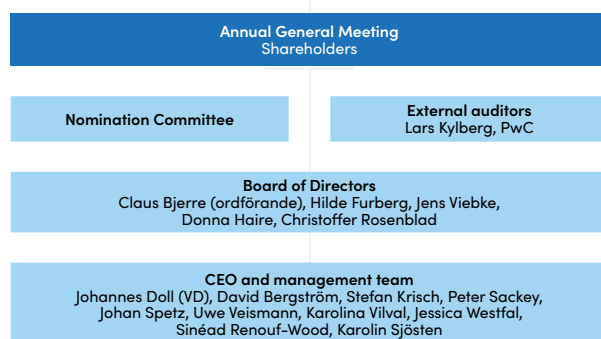 Annual General Meeting
Shareholders
Nomination Committee
External auditors
Lars Kylberg, PwC
Board of Directors
Claus Bjerre (ordförande), Hilde Furberg, Jens Viebke,
Donna Haire, Christoffer Rosenblad
CEO and management team
Johannes Doll (VD), David Bergström, Stefan Krisch, Peter Sackey,
Johan Spetz, Uwe Veismann, Karolina Vilval, Jessica Westfal,
Sinéad Renouf-Wood, Karolin Sjösten